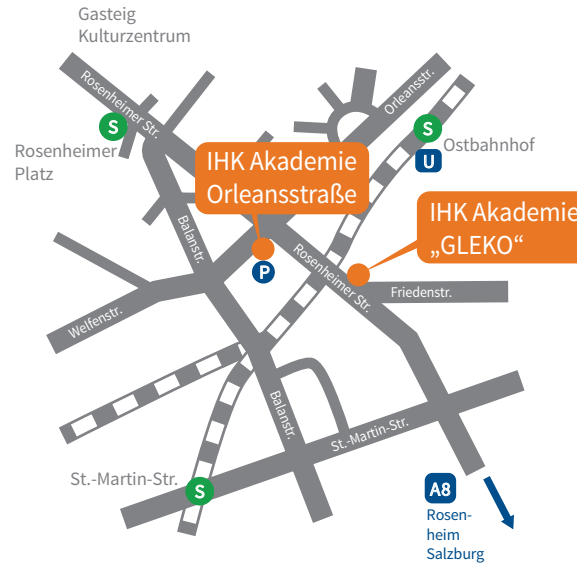 Gasteig
Kulturzentrum
Rosenheimer Str.
Orleansstr.
S
S
Rosenheimer
Platz
Ostbahnhof
U
IHK Akademie
Orleansstraße
IHK Akademie
„GLEKO“
Balanstr.
P
Rosenheimer Str.
Friedenstr.
Welfenstr.
Balanstr.
St.-Martin-Str.
St.-Martin-Str.
S
A8
Rosen-
heim
Salzburg